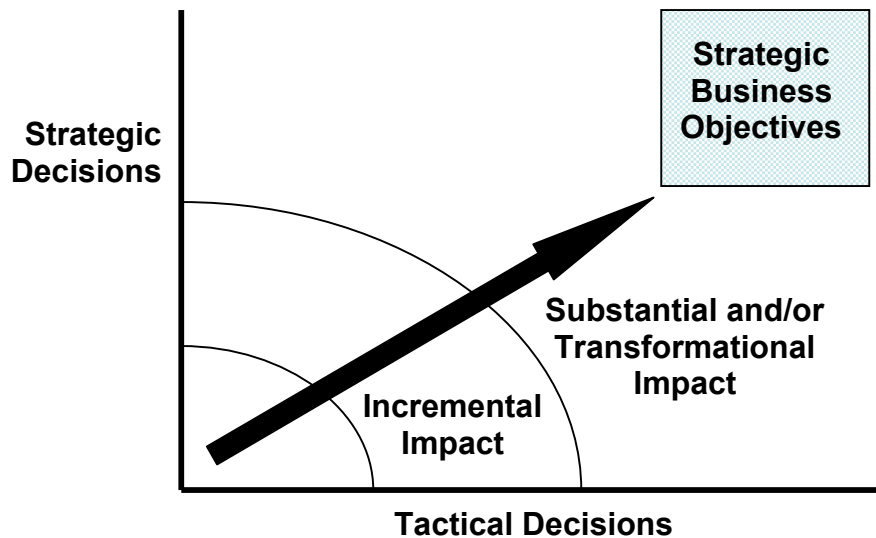 Strategic
Business
Objectives
Strategic
Decisions
Substantial and/or
Transformational
Impact
Incremental
Impact
Tactical Decisions